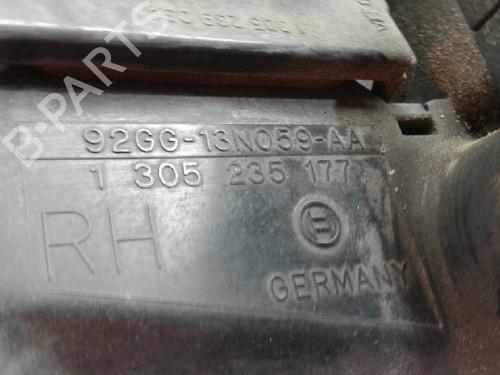 92GG-13N059-AA
1 305 235 177
RH
GERMANY
B-PARTS